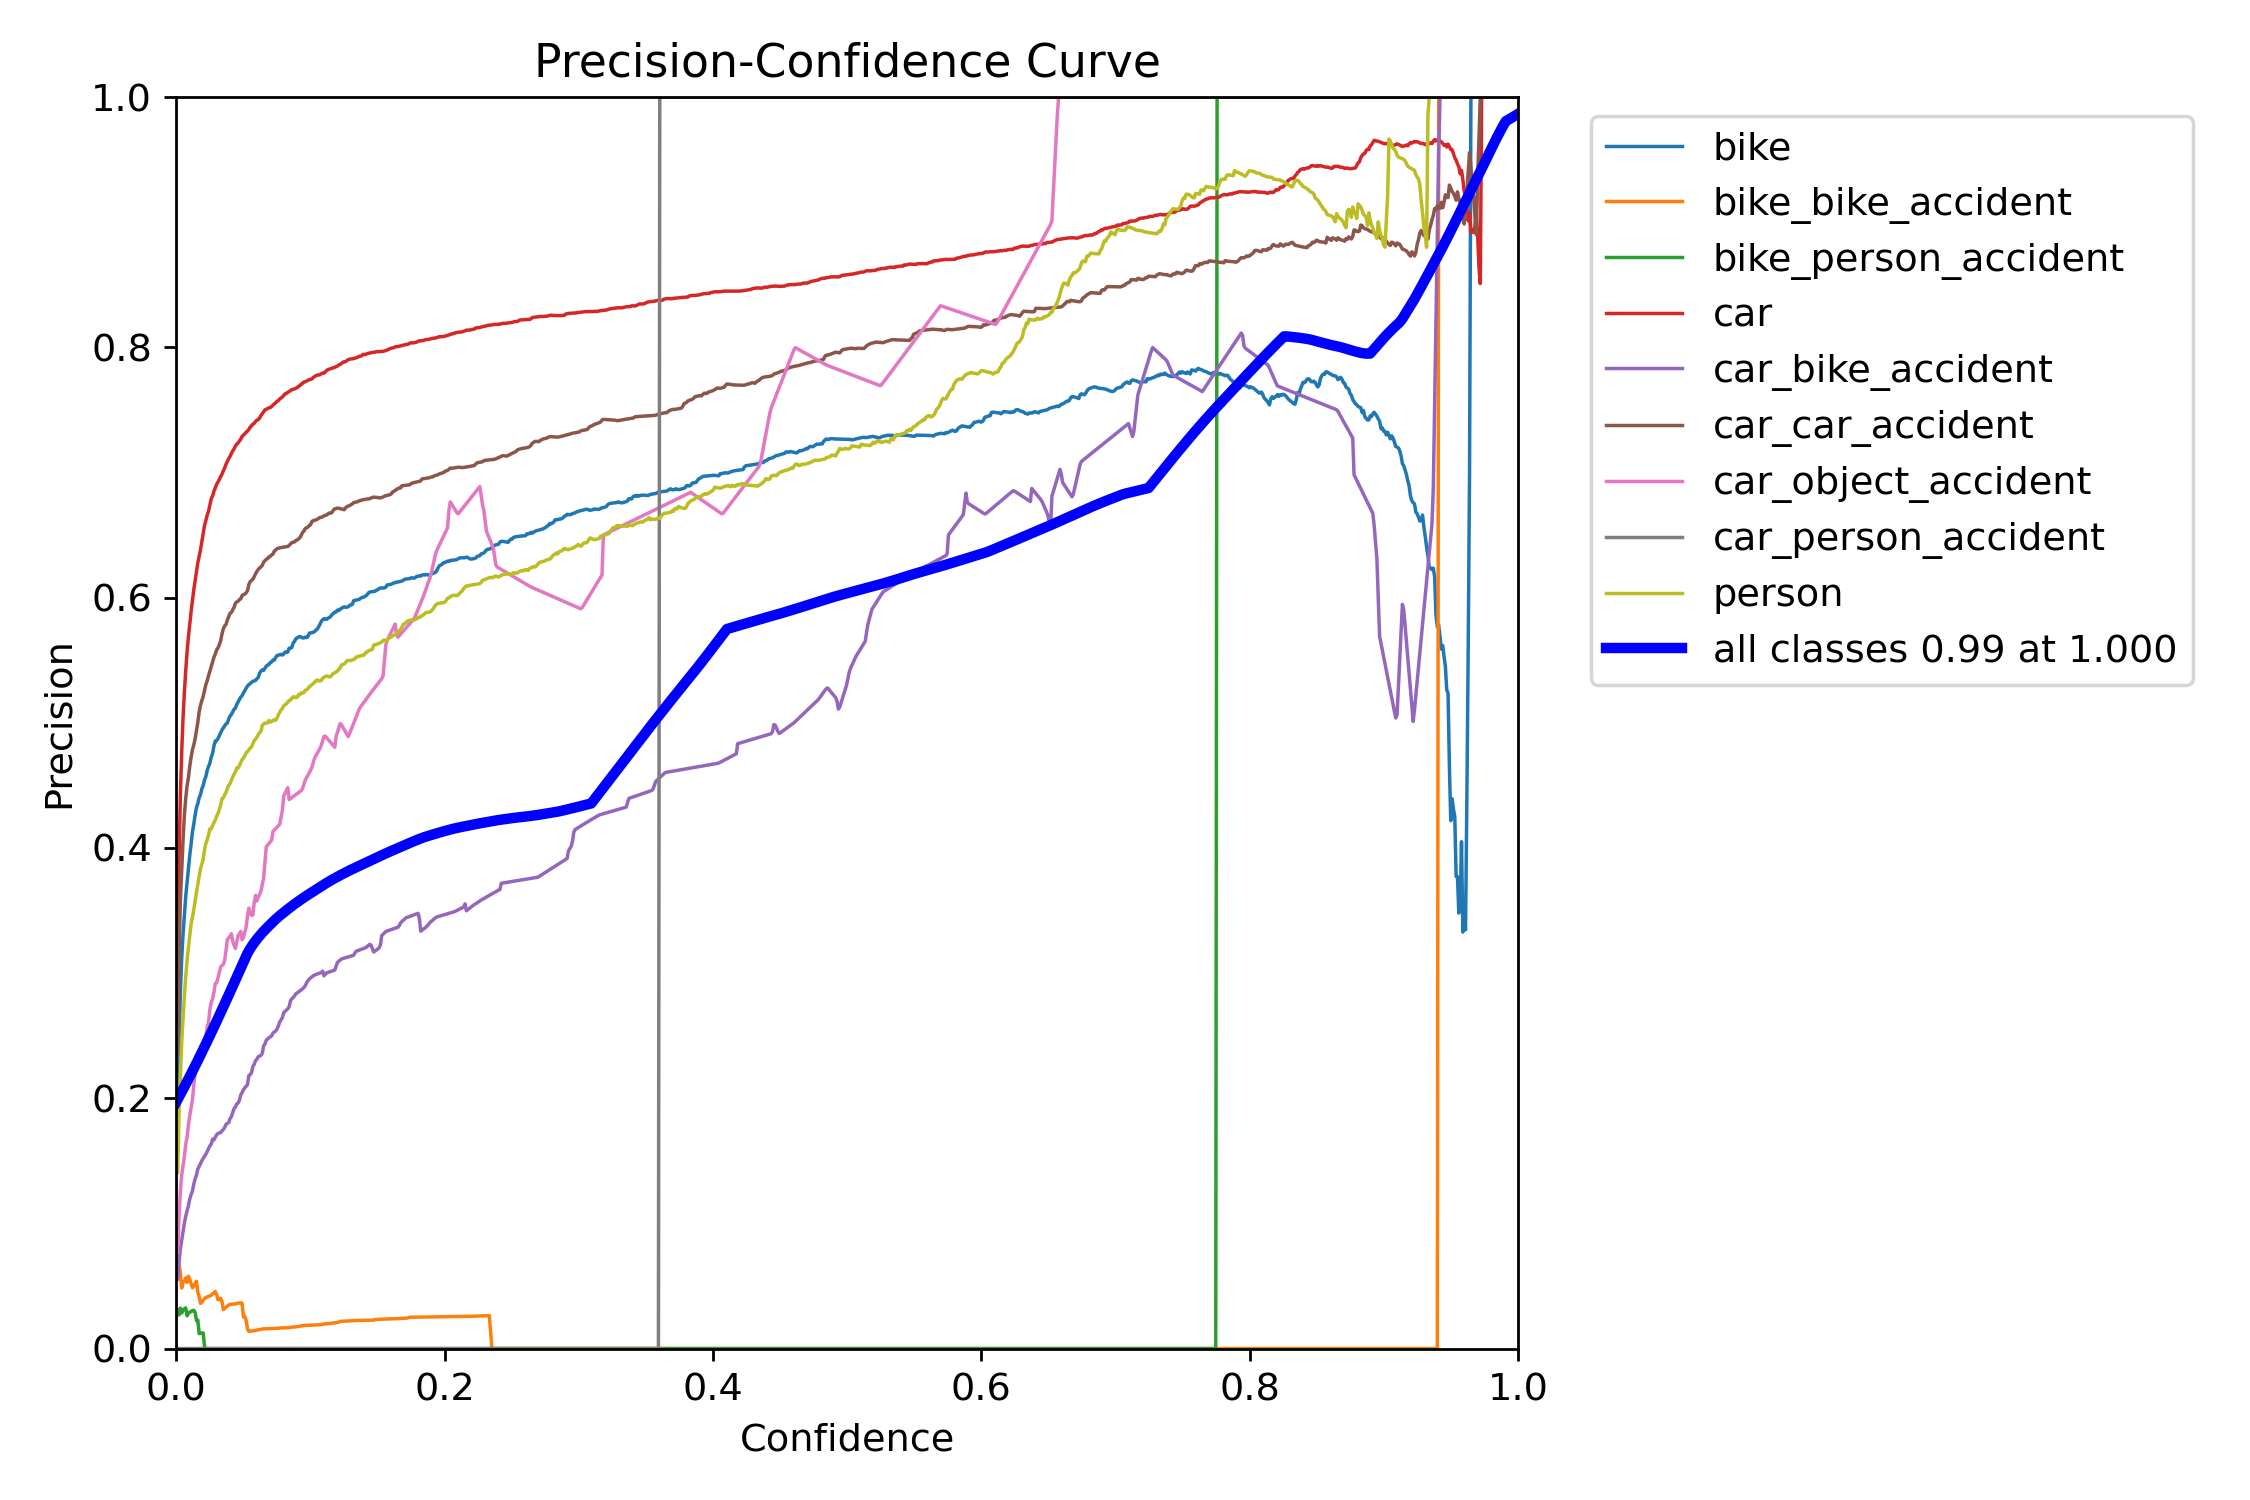 Precision-Confidence Curve
1.0
0.8
0.6
0.4
0.2
0.0
Precision
0.0 0.2 0.4 0.6 0.8 1.0
Confidence
bike
bike_bike_accident
bike_person_accident
car
car_bike_accident
car_car_accident
car_object_accident
car_person_accident
person
all classes 0.99 at 1.000